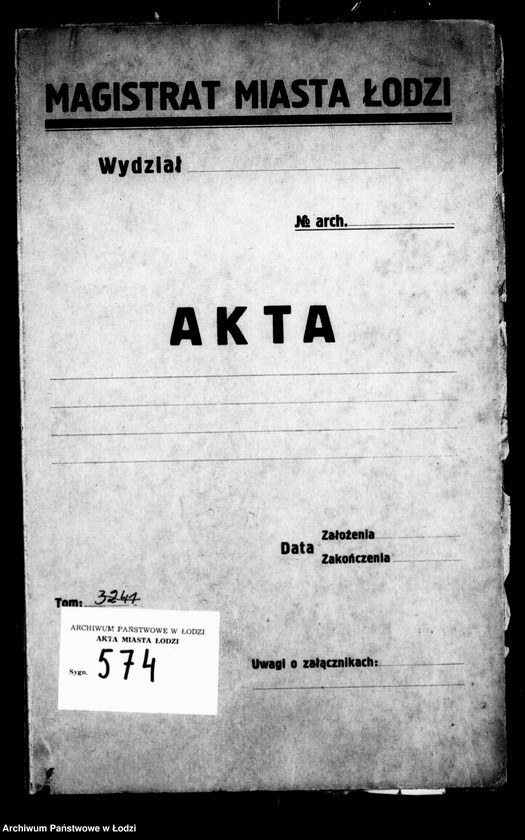 MAGISTRAT MIASTA ŁODZI
Wydział
№ arch.
AKTA
Data Założenia
Zakończenia
Tom: 3241
ARCHIWUM PAŃSTWOWE W ŁODZI
AKTA MIASTA ŁODZI
Sygn. 574
Uwagi o załącznikach:
Archiwum Państwowe w Łodzi